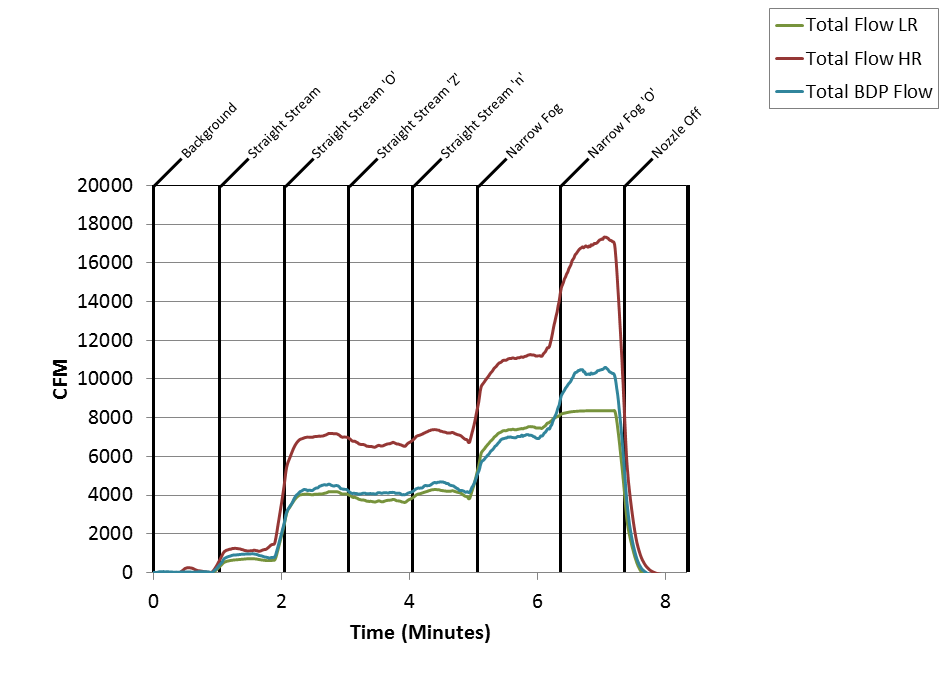 Total Flow LR
Total Flow HR
Total BDP Flow
Background
Straight Stream
Straight Stream 'O'
Straight Stream 'Z'
Straight Stream 'n'
Narrow Fog
Narrow Fog 'O'
Nozzle Off
20000
18000
16000
14000
12000
10000
8000
6000
4000
2000
0
CFM
0 2 4 6 8
Time (Minutes)